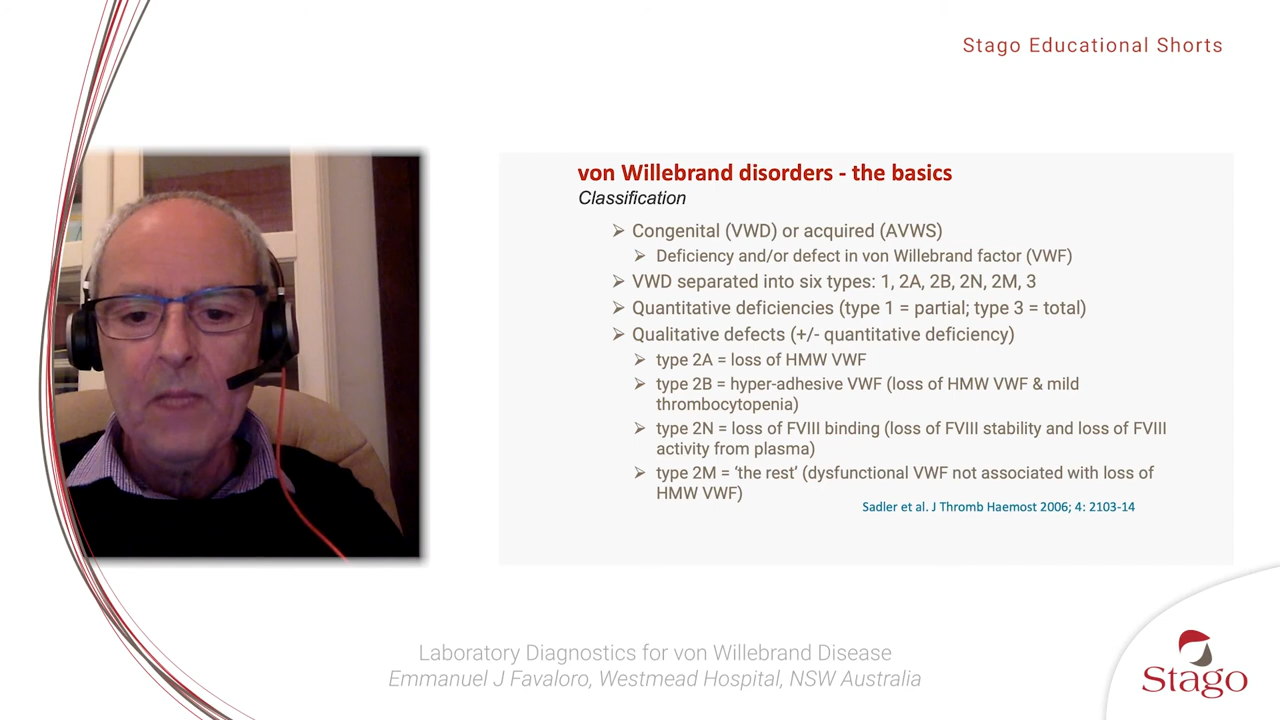 Stago Educational Shorts
von Willebrand disorders - the basics
Classification
➢ Congenital (VWD) or acquired (AVWS)
➢ Deficiency and/or defect in von Willebrand factor (VWF)
➢ VWD separated into six types: 1, 2A, 2B, 2N, 2M, 3
➢ Quantitative deficiencies (type 1 = partial; type 3 = total)
➢ Qualitative defects (+/- quantitative deficiency)
➢ type 2A = loss of HMW VWF
➢ type 2B = hyper-adhesive VWF (loss of HMW VWF & mild
thrombocytopenia)
➢ type 2N = loss of FVIII binding (loss of FVIII stability and loss of FVIII
activity from plasma)
➢ type 2M = ‘the rest’ (dysfunctional VWF not associated with loss of
HMW VWF)
Sadler et al. J Thromb Haemost 2006; 4: 2103-14
Laboratory Diagnostics for von Willebrand Disease
Emmanuel J Favaloro, Westmead Hospital, NSW Australia
Stago